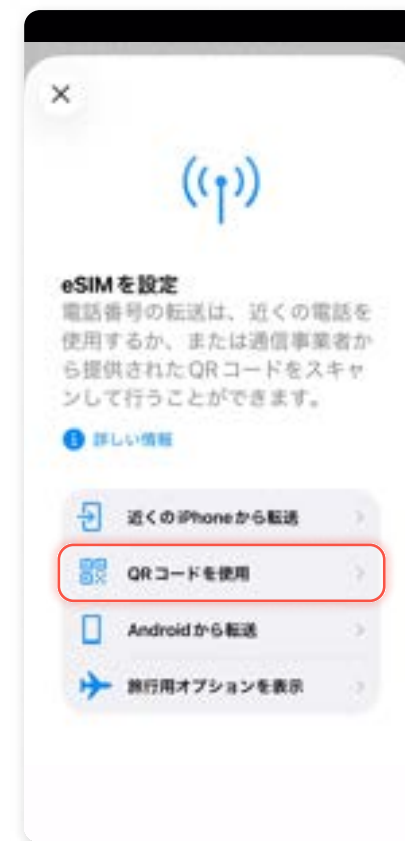 eSIMを設定
電話番号の転送は、近くの電話を
使用するか、または通信事業者か
ら提供されたQRコードをスキャ
ンして行うことができます。
詳しい情報
近くのiPhoneから転送
QRコードを使用
Androidから転送
旅行用オプションを表示